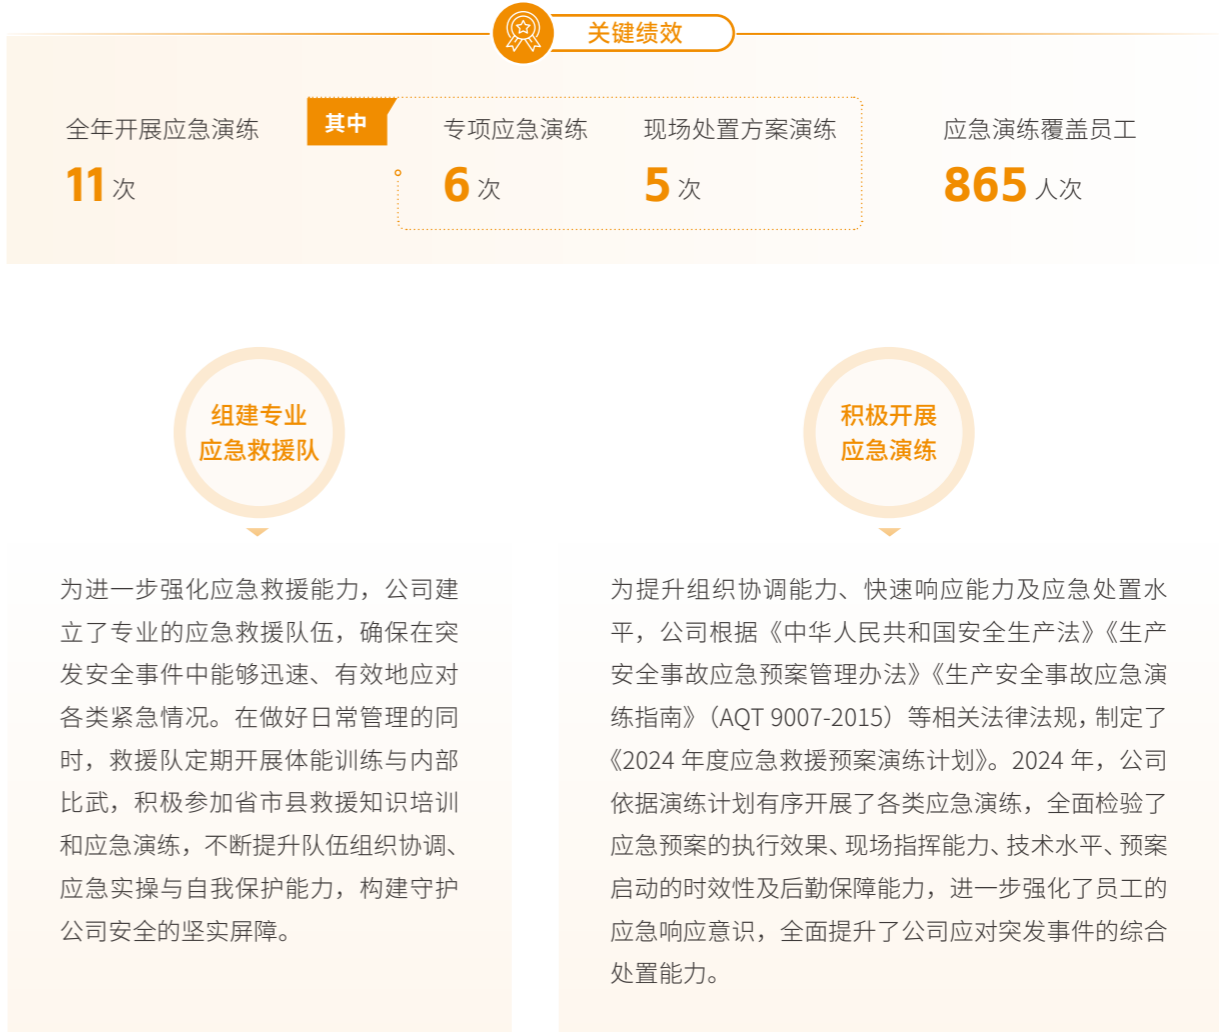 关键绩效
全年开展应急演练
11 次
其中
专项应急演练
6 次
现场处置方案演练
5 次
应急演练覆盖员工
865 人次
组建专业
应急救援队
为进一步强化应急救援能力，公司建
立了专业的应急救援队伍，确保在突
发安全事件中能够迅速、有效地应对
各类紧急情况。在做好日常管理的同
时，救援队定期开展体能训练与内部
比武，积极参加省市县救援知识培训
和应急演练，不断提升队伍组织协调、
应急实操与自我保护能力，构建守护
公司安全的坚实屏障。
积极开展
应急演练
为提升组织协调能力、快速响应能力及应急处置水
平，公司根据《中华人民共和国安全生产法》《生产
安全事故应急预案管理办法》《生产安全事故应急演
练指南》（AQT 9007-2015）等相关法律法规，制定了
《2024 年度应急救援预案演练计划》。2024 年，公司
依据演练计划有序开展了各类应急演练，全面检验了
应急预案的执行效果、现场指挥能力、技术水平、预案
启动的时效性及后勤保障能力，进一步强化了员工的
应急响应意识，全面提升了公司应对突发事件的综合
处置能力。